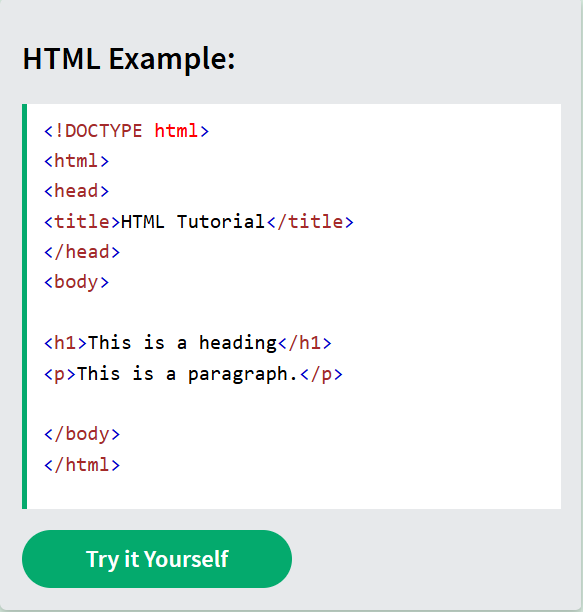 HTML Example:
<!DOCTYPE html>
<html>
<head>
<title>HTML Tutorial</title>
</head>
<body>
<h1>This is a heading</h1>
<p>This is a paragraph.</p>
</body>
</html>
Try it Yourself